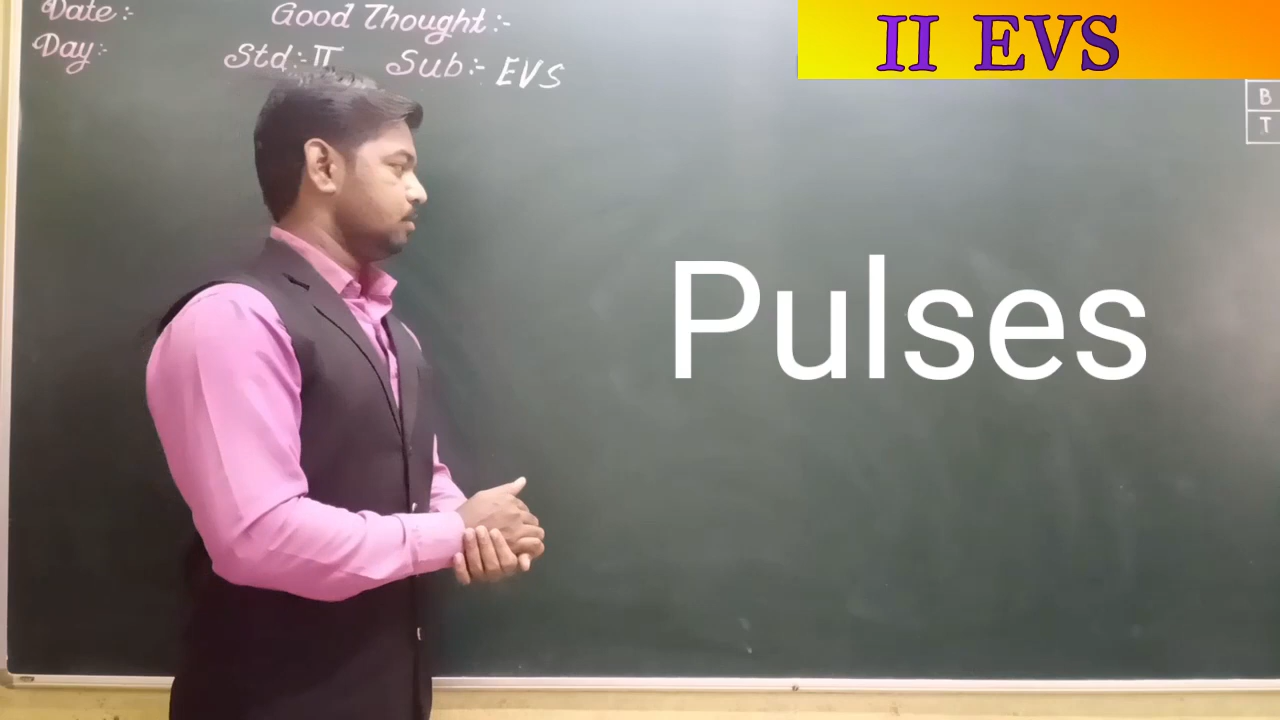 Date:-
Good Thought:-
Day:-
Std:-II
Sub:- EVS
II EVS
B
T
Pulses